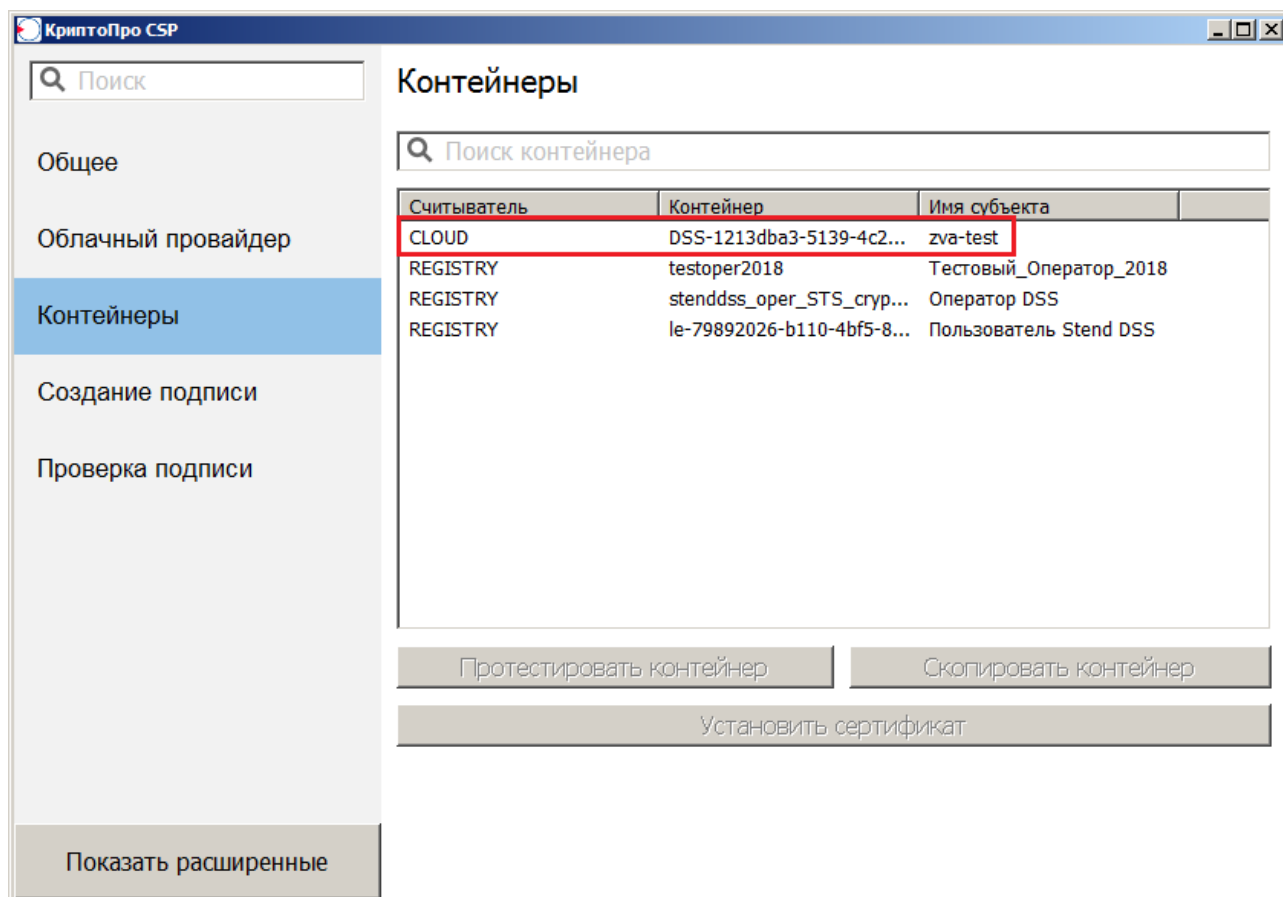 КриптоПро CSP
Поиск
Общее
Облачный провайдер
Контейнеры
Создание подписи
Проверка подписи
Показать расширенные
Контейнеры
Поиск контейнера
Считыватель Контейнер Имя субъекта
CLOUD DSS-1213dba3-5139-4c2... zva-test
REGISTRY testoper2018 Тестовый_Оператор_2018
REGISTRY stenddss_oper_STS_cryp... Оператор DSS
REGISTRY le-79892026-b110-4bf5-8... Пользователь Stend DSS
Протестировать контейнер Скопировать контейнер
Установить сертификат